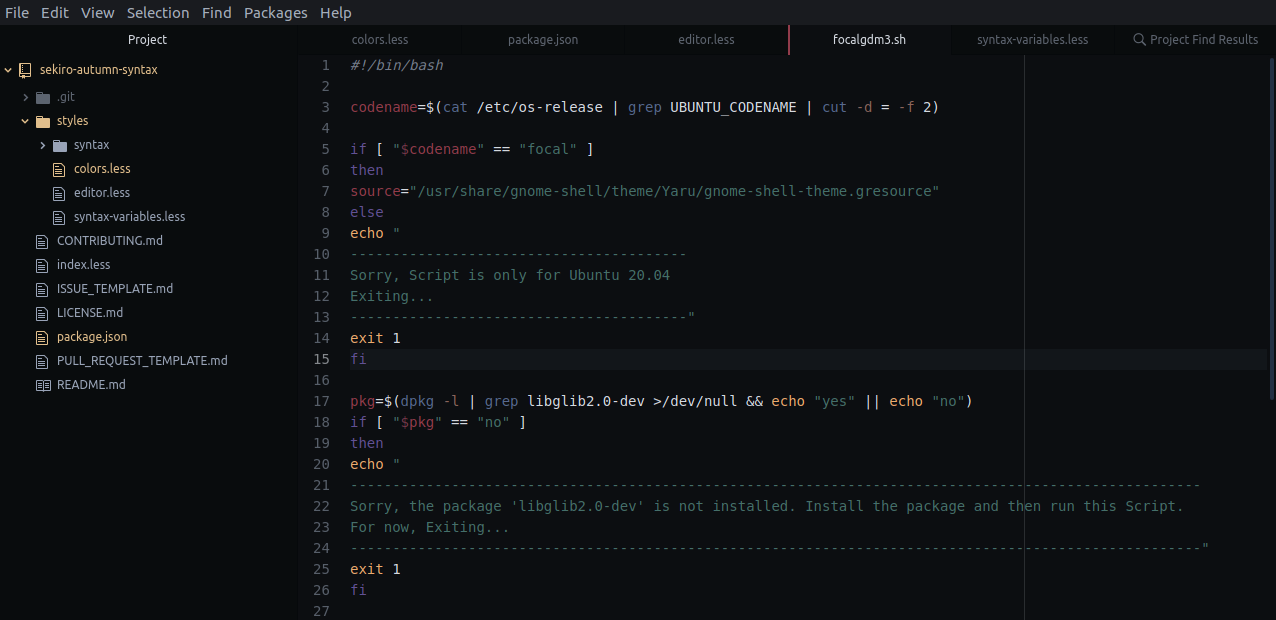 File Edit View Selection Find Packages Help
Project
sekiro-autumn-syntax
.git
styles
syntax
colors.less
editor.less
syntax-variables.less
CONTRIBUTING.md
index.less
ISSUE_TEMPLATE.md
LICENSE.md
package.json
PULL_REQUEST_TEMPLATE.md
README.md
colors.less package.json editor.less focalgdm3.sh syntax-variables.less Project Find Results
1 #!/bin/bash
2
3 codename=$(cat /etc/os-release | grep UBUNTU_CODENAME | cut -d = -f 2)
4
5 if [ "$codename" == "focal" ]
6 then
7 source="/usr/share/gnome-shell/theme/Yaru/gnome-shell-theme.gresource"
8 else
9 echo "
10 ----------------------------------------
11 Sorry, Script is only for Ubuntu 20.04
12 Exiting...
13 ----------------------------------------"
14 exit 1
15 fi
16
17 pkg=$(dpkg -l | grep libglib2.0-dev >/dev/null && echo "yes" || echo "no")
18 if [ "$pkg" == "no" ]
19 then
20 echo "
21 -----------------------------------------------------------------------------------------------------
22 Sorry, the package 'libglib2.0-dev' is not installed. Install the package and then run this Script.
23 For now, Exiting...
24 -----------------------------------------------------------------------------------------------------"
25 exit 1
26 fi
27